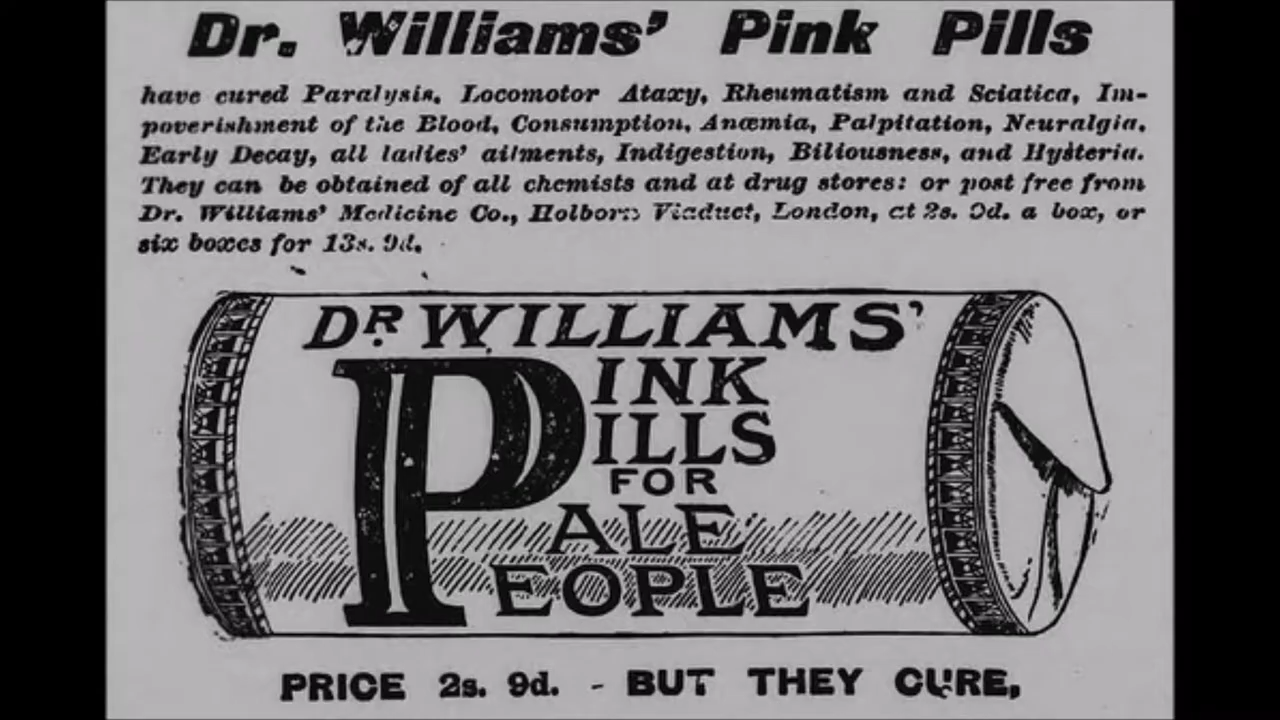 Dr. Williams' Pink Pills
have cured Paralysis, Locomotor Ataxy, Rheumatism and Sciatica, Im-
poverishment of the Blood, Consumption, Anæmia, Palpitation, Neuralgia,
Early Decay, all ladies' ailments, Indigestion, Biliousness, and Hysteria.
They can be obtained of all chemists and at drug stores: or post free from
Dr. Williams' Medicine Co., Holborn Viaduct, London, at 2s. 9d. a box, or
six boxes for 13s. 9d.
DR. WILLIAMS'
PINK
PILLS
FOR
PALE
PEOPLE
PRICE 2s. 9d. - BUT THEY CURE,